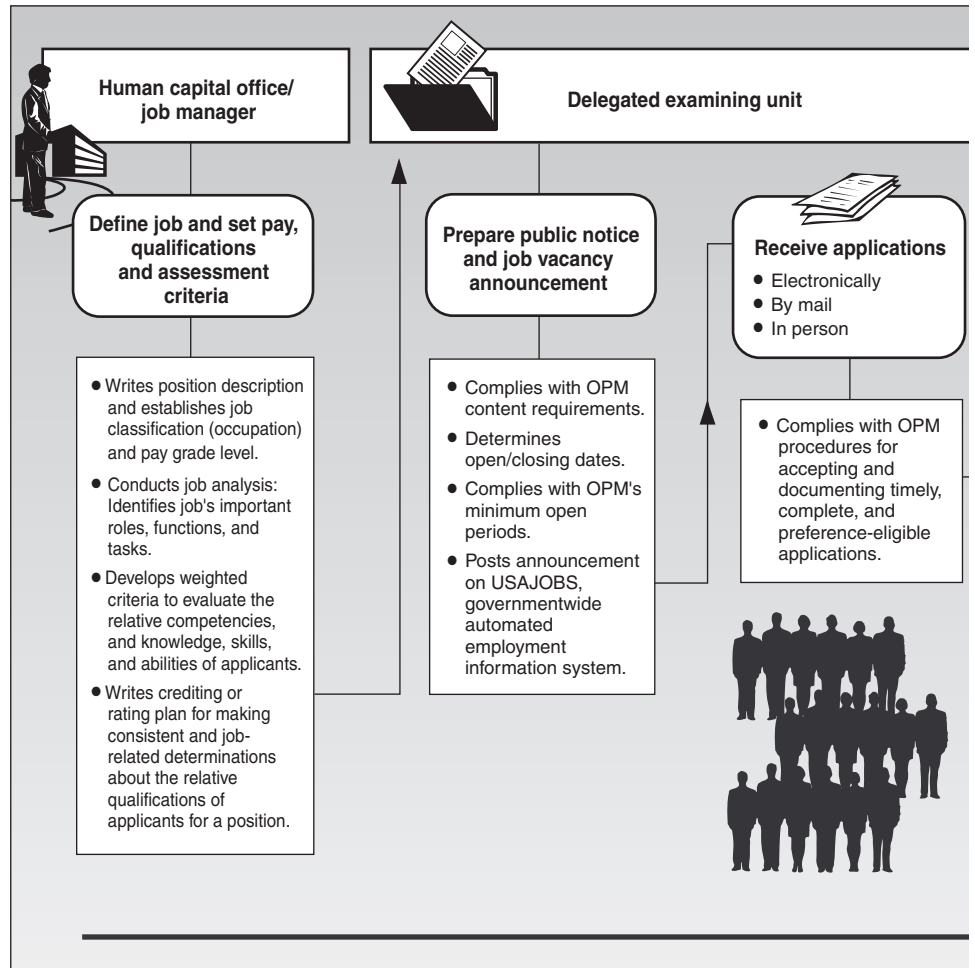 Human capital office/
job manager
Delegated examining unit
Define job and set pay,
qualifications
and assessment
criteria
● Writes position description
and establishes job
classification (occupation)
and pay grade level.
● Conducts job analysis:
Identifies job's important
roles, functions, and
tasks.
● Develops weighted
criteria to evaluate the
relative competencies,
and knowledge, skills,
and abilities of applicants.
● Writes crediting or
rating plan for making
consistent and job-
related determinations
about the relative
qualifications of
applicants for a position.
Prepare public notice
and job vacancy
announcement
● Complies with OPM
content requirements.
● Determines
open/closing dates.
● Complies with OPM's
minimum open
periods.
● Posts announcement
on USAJOBS,
governmentwide
automated
employment
information system.
Receive applications
● Electronically
● By mail
● In person
● Complies with OPM
procedures for
accepting and
documenting timely,
complete, and
preference-eligible
applications.